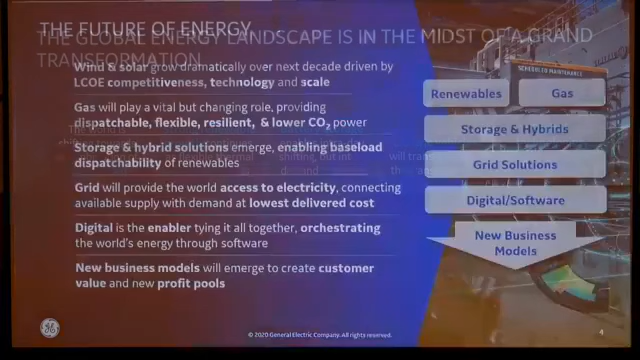 THE FUTURE OF ENERGY
THE GLOBAL ENERGY LANDSCAPE IS IN THE MIDST OF A GRAND
TRANSFORMATION
Wind & solar grow dramatically over next decade driven by
LCOE competitiveness, technology and scale
Gas will play a vital but changing role, providing
dispatchable, flexible, resilient, & lower CO₂ power
Storage & hybrid solutions emerge, enabling baseload
dispatchability of renewables
Grid will provide the world access to electricity, connecting
available supply with demand at lowest delivered cost
Digital is the enabler tying it all together, orchestrating
the world's energy through software
New business models will emerge to create customer
value and new profit pools
SCHEDULED MAINTENANCE
Renewables
Gas
Storage & Hybrids
Grid Solutions
Digital/Software
New Business
Models
© 2020 General Electric Company. All rights reserved.
4